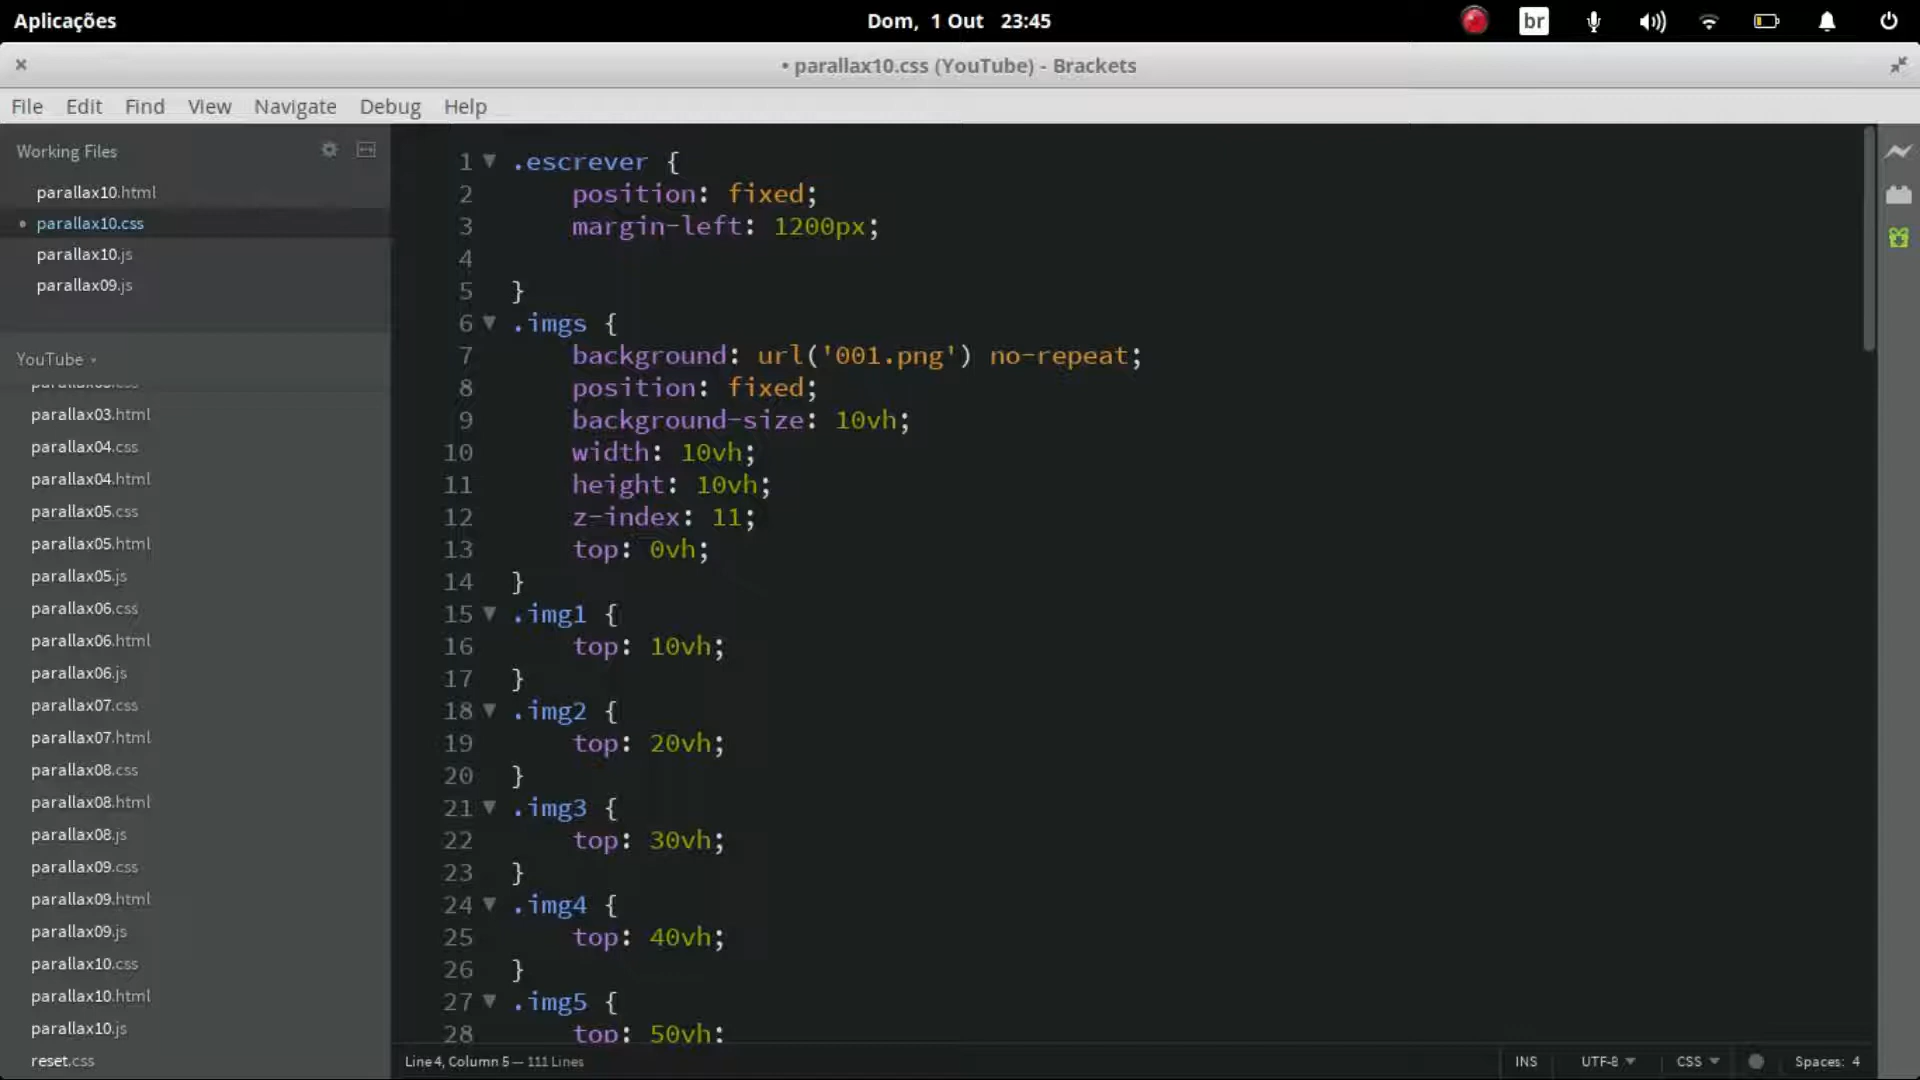 Aplicações
Dom, 1 Out 23:45
br
• parallax10.css (YouTube) - Brackets
File Edit Find View Navigate Debug Help
Working Files
parallax10.html
parallax10.css
parallax10.js
parallax09.js
YouTube
parallax03.html
parallax04.css
parallax04.html
parallax05.css
parallax05.html
parallax05.js
parallax06.css
parallax06.html
parallax06.js
parallax07.css
parallax07.html
parallax08.css
parallax08.html
parallax08.js
parallax09.css
parallax09.html
parallax09.js
parallax10.css
parallax10.html
parallax10.js
reset.css
1 .escrever {
2 position: fixed;
3 margin-left: 1200px;
4
5 }
6 .imgs {
7 background: url('001.png') no-repeat;
8 position: fixed;
9 background-size: 10vh;
10 width: 10vh;
11 height: 10vh;
12 z-index: 11;
13 top: 0vh;
14 }
15 .img1 {
16 top: 10vh;
17 }
18 .img2 {
19 top: 20vh;
20 }
21 .img3 {
22 top: 30vh;
23 }
24 .img4 {
25 top: 40vh;
26 }
27 .img5 {
28 top: 50vh;
Line 4, Column 5 — 111 Lines
INS UTF-8 CSS Spaces: 4